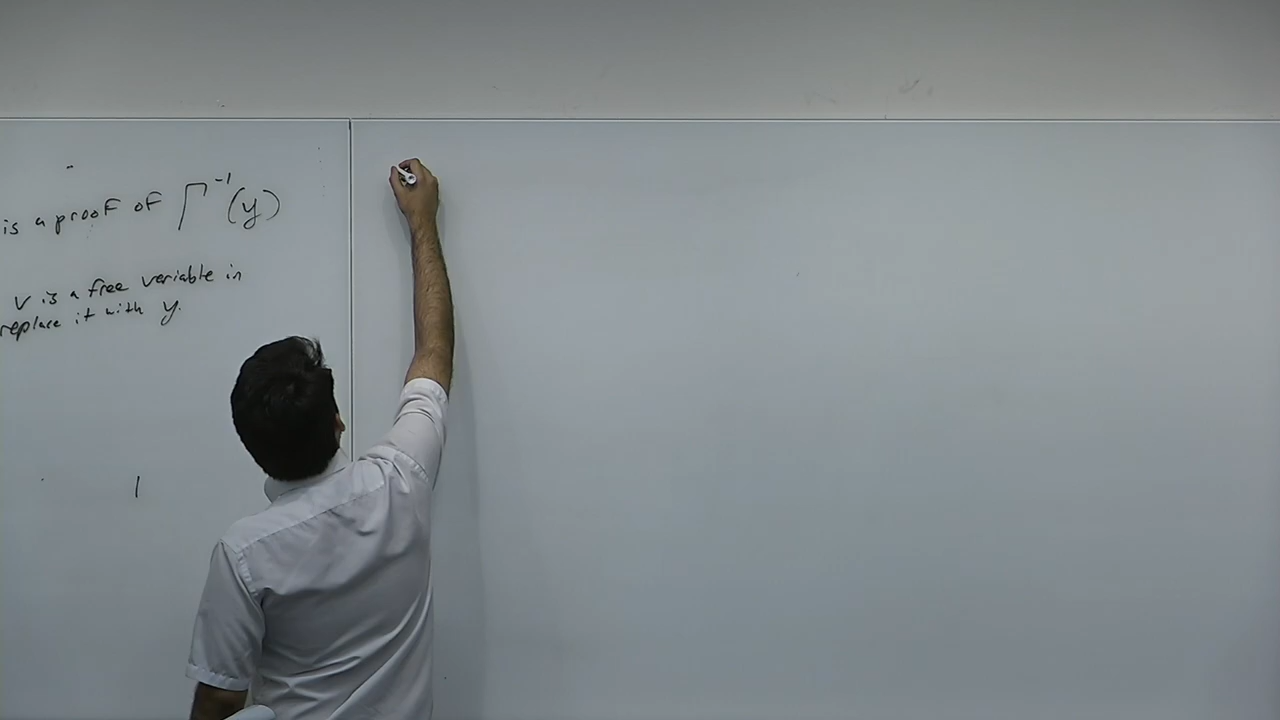 is a proof of Γ⁻¹(y)
v is a free variable in
replace it with y.